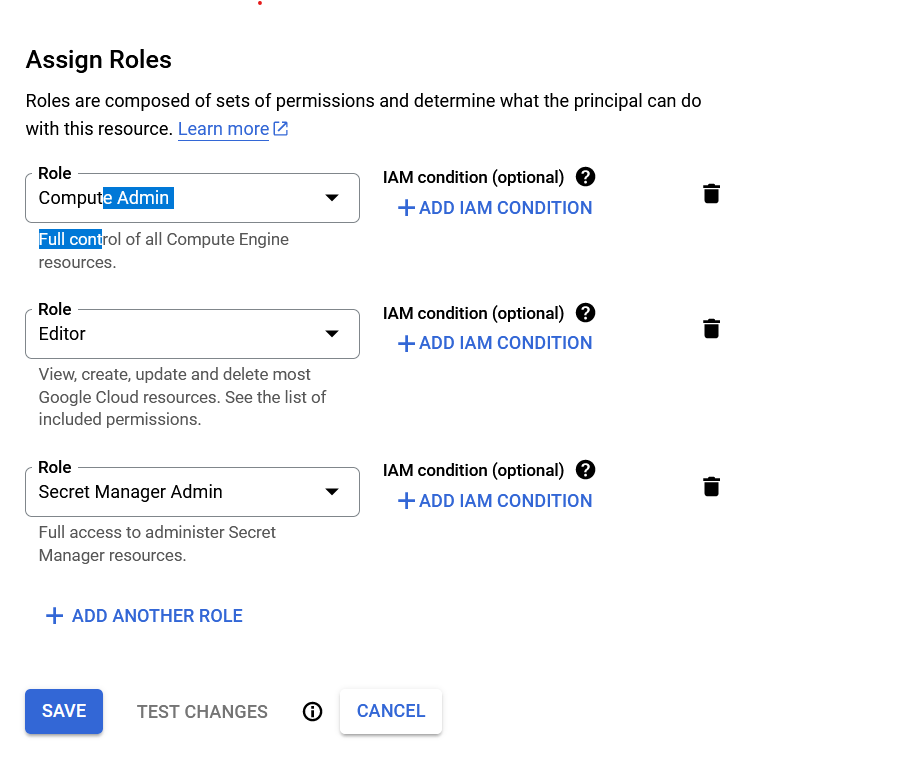 Assign Roles
Roles are composed of sets of permissions and determine what the principal can do
with this resource. Learn more
Role
Compute Admin
IAM condition (optional)
ADD IAM CONDITION
Full control of all Compute Engine
resources.
Role
Editor
IAM condition (optional)
ADD IAM CONDITION
View, create, update and delete most
Google Cloud resources. See the list of
included permissions.
Role
Secret Manager Admin
IAM condition (optional)
ADD IAM CONDITION
Full access to administer Secret
Manager resources.
ADD ANOTHER ROLE
SAVE
TEST CHANGES
CANCEL